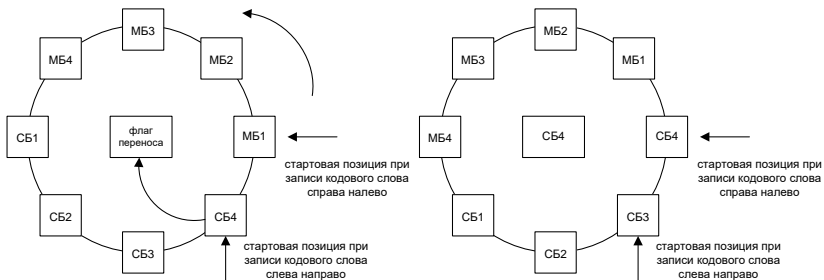 МБ3
МБ4
МБ2
СБ1
флаг
переноса
МБ1
стартовая позиция при
записи кодового слова
справа налево
СБ2
СБ4
СБ3
стартовая позиция при
записи кодового слова
слева направо
МБ2
МБ3
МБ1
МБ4
СБ4
СБ4
стартовая позиция при
записи кодового слова
справа налево
СБ1
СБ3
СБ2
стартовая позиция при
записи кодового слова
слева направо